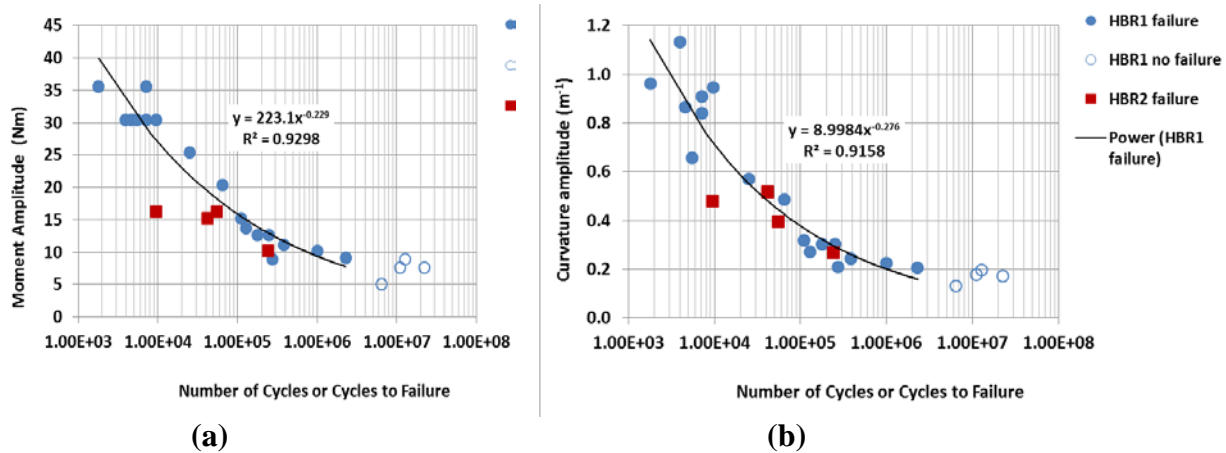 (a)
45
40
35
30
25
20
15
10
5
0
Moment Amplitude (Nm)
y = 223.1x^-0.229
R² = 0.9298
1.00E+03 1.00E+04 1.00E+05 1.00E+06 1.00E+07 1.00E+08
Number of Cycles or Cycles to Failure
(a)
(b)
1.2
1.0
0.8
0.6
0.4
0.2
0.0
Curvature amplitude (m⁻¹)
y = 8.9984x^-0.276
R² = 0.9158
1.00E+03 1.00E+04 1.00E+05 1.00E+06 1.00E+07 1.00E+08
Number of Cycles or Cycles to Failure
HBR1 failure
HBR1 no failure
HBR2 failure
Power (HBR1
failure)
(b)